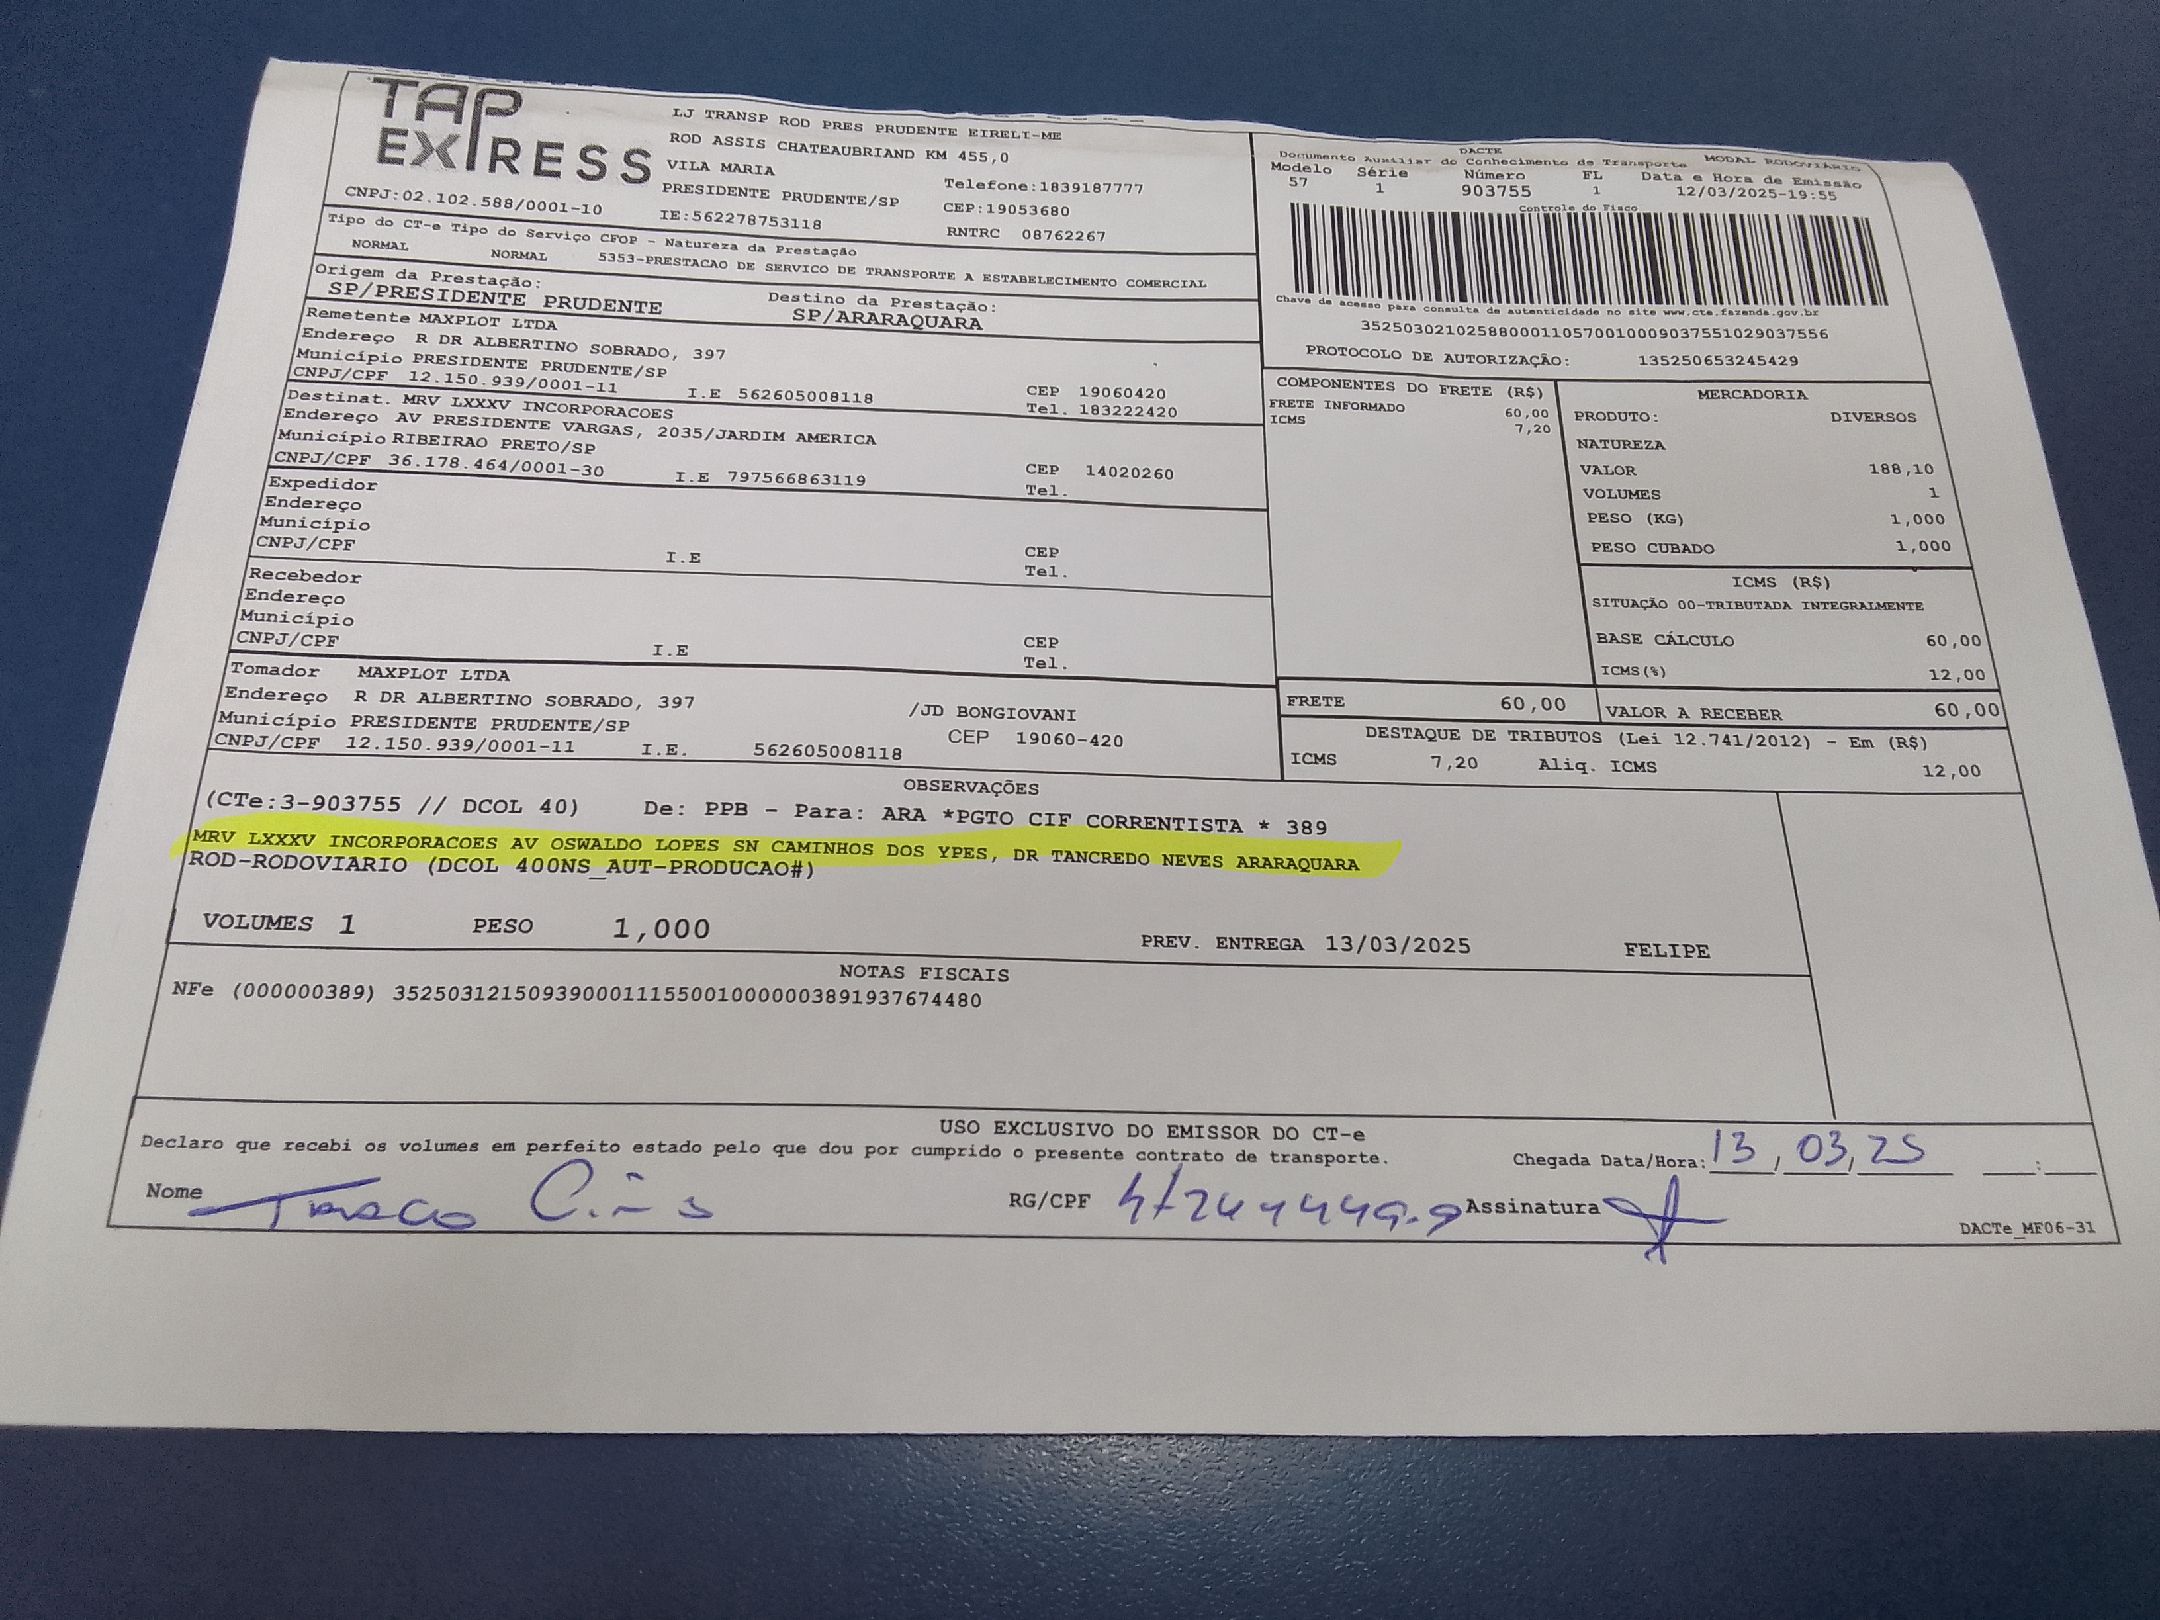 TAP EXPRESS
LJ TRANSP ROD PRES PRUDENTE EIRELI-ME
ROD ASSIS CHATEAUBRIAND KM 455,0
VILA MARIA
Telefone:1839187777
PRESIDENTE PRUDENTE/SP
CEP:19053680
CNPJ:02.102.588/0001-10 IE:562278753118
RNTRC 08762267
DACTE
Documento Auxiliar do Conhecimento de Transporte MODAL RODOVIÁRIO
Modelo Série Número FL Data e Hora de Emissão
57 1 903755 1 12/03/2025-19:55
Controle do Fisco
Chave de acesso para consulta de autenticidade no site www.cte.fazenda.gov.br
35250302102588000110570010009037551029037556
PROTOCOLO DE AUTORIZAÇÃO: 135250653245429
Tipo do CT-e Tipo do Serviço CFOP - Natureza da Prestação
NORMAL NORMAL 5353-PRESTACAO DE SERVICO DE TRANSPORTE A ESTABELECIMENTO COMERCIAL
Origem da Prestação: Destino da Prestação:
SP/PRESIDENTE PRUDENTE SP/ARARAQUARA
Remetente MAXPLOT LTDA
Endereço R DR ALBERTINO SOBRADO, 397
Município PRESIDENTE PRUDENTE/SP CEP 19060420
CNPJ/CPF 12.150.939/0001-11 I.E 562605008118 Tel. 183222420
Destinat. MRV LXXXV INCORPORACOES
Endereço AV PRESIDENTE VARGAS, 2035/JARDIM AMERICA
Município RIBEIRAO PRETO/SP CEP 14020260
CNPJ/CPF 36.178.464/0001-30 I.E 797566863119 Tel.
Expedidor
Endereço
Município CEP
CNPJ/CPF I.E Tel.
Recebedor
Endereço
Município CEP
CNPJ/CPF I.E Tel.
Tomador MAXPLOT LTDA
Endereço R DR ALBERTINO SOBRADO, 397 /JD BONGIOVANI
Município PRESIDENTE PRUDENTE/SP CEP 19060-420
CNPJ/CPF 12.150.939/0001-11 I.E. 562605008118
COMPONENTES DO FRETE (R$)
FRETE INFORMADO 60,00
ICMS 7,20
MERCADORIA
PRODUTO: DIVERSOS
NATUREZA
VALOR 188,10
VOLUMES 1
PESO (KG) 1,000
PESO CUBADO 1,000
ICMS (R$)
SITUAÇÃO 00-TRIBUTADA INTEGRALMENTE
BASE CÁLCULO 60,00
ICMS(%) 12,00
FRETE 60,00 VALOR A RECEBER 60,00
DESTAQUE DE TRIBUTOS (Lei 12.741/2012) - Em (R$)
ICMS 7,20 Aliq. ICMS 12,00
OBSERVAÇÕES
(CTe:3-903755 // DCOL 40) De: PPB - Para: ARA *PGTO CIF CORRENTISTA * 389
MRV LXXXV INCORPORACOES AV OSWALDO LOPES SN CAMINHOS DOS YPES, DR TANCREDO NEVES ARARAQUARA
ROD-RODOVIARIO (DCOL 400NS_AUT-PRODUCAO#)
VOLUMES 1 PESO 1,000 PREV. ENTREGA 13/03/2025 FELIPE
NOTAS FISCAIS
NFe (000000389) 35250312150939000111550010000003891937674480
USO EXCLUSIVO DO EMISSOR DO CT-e
Declaro que recebi os volumes em perfeito estado pelo que dou por cumprido o presente contrato de transporte.
Chegada Data/Hora: 13, 03, 25 :
Nome RG/CPF Assinatura
DACTe_MF06-31